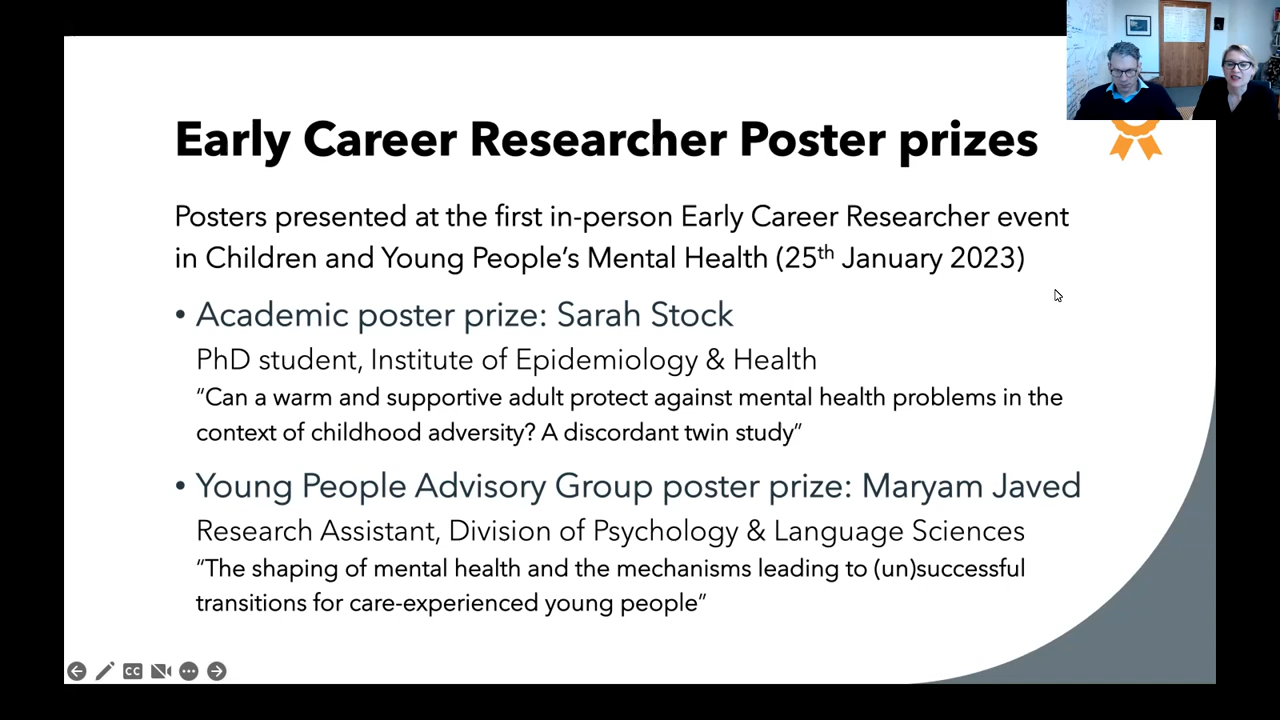 Early Career Researcher Poster prizes
Posters presented at the first in-person Early Career Researcher event
in Children and Young People’s Mental Health (25th January 2023)
• Academic poster prize: Sarah Stock
PhD student, Institute of Epidemiology & Health
“Can a warm and supportive adult protect against mental health problems in the
context of childhood adversity? A discordant twin study”
• Young People Advisory Group poster prize: Maryam Javed
Research Assistant, Division of Psychology & Language Sciences
“The shaping of mental health and the mechanisms leading to (un)successful
transitions for care-experienced young people”
CC